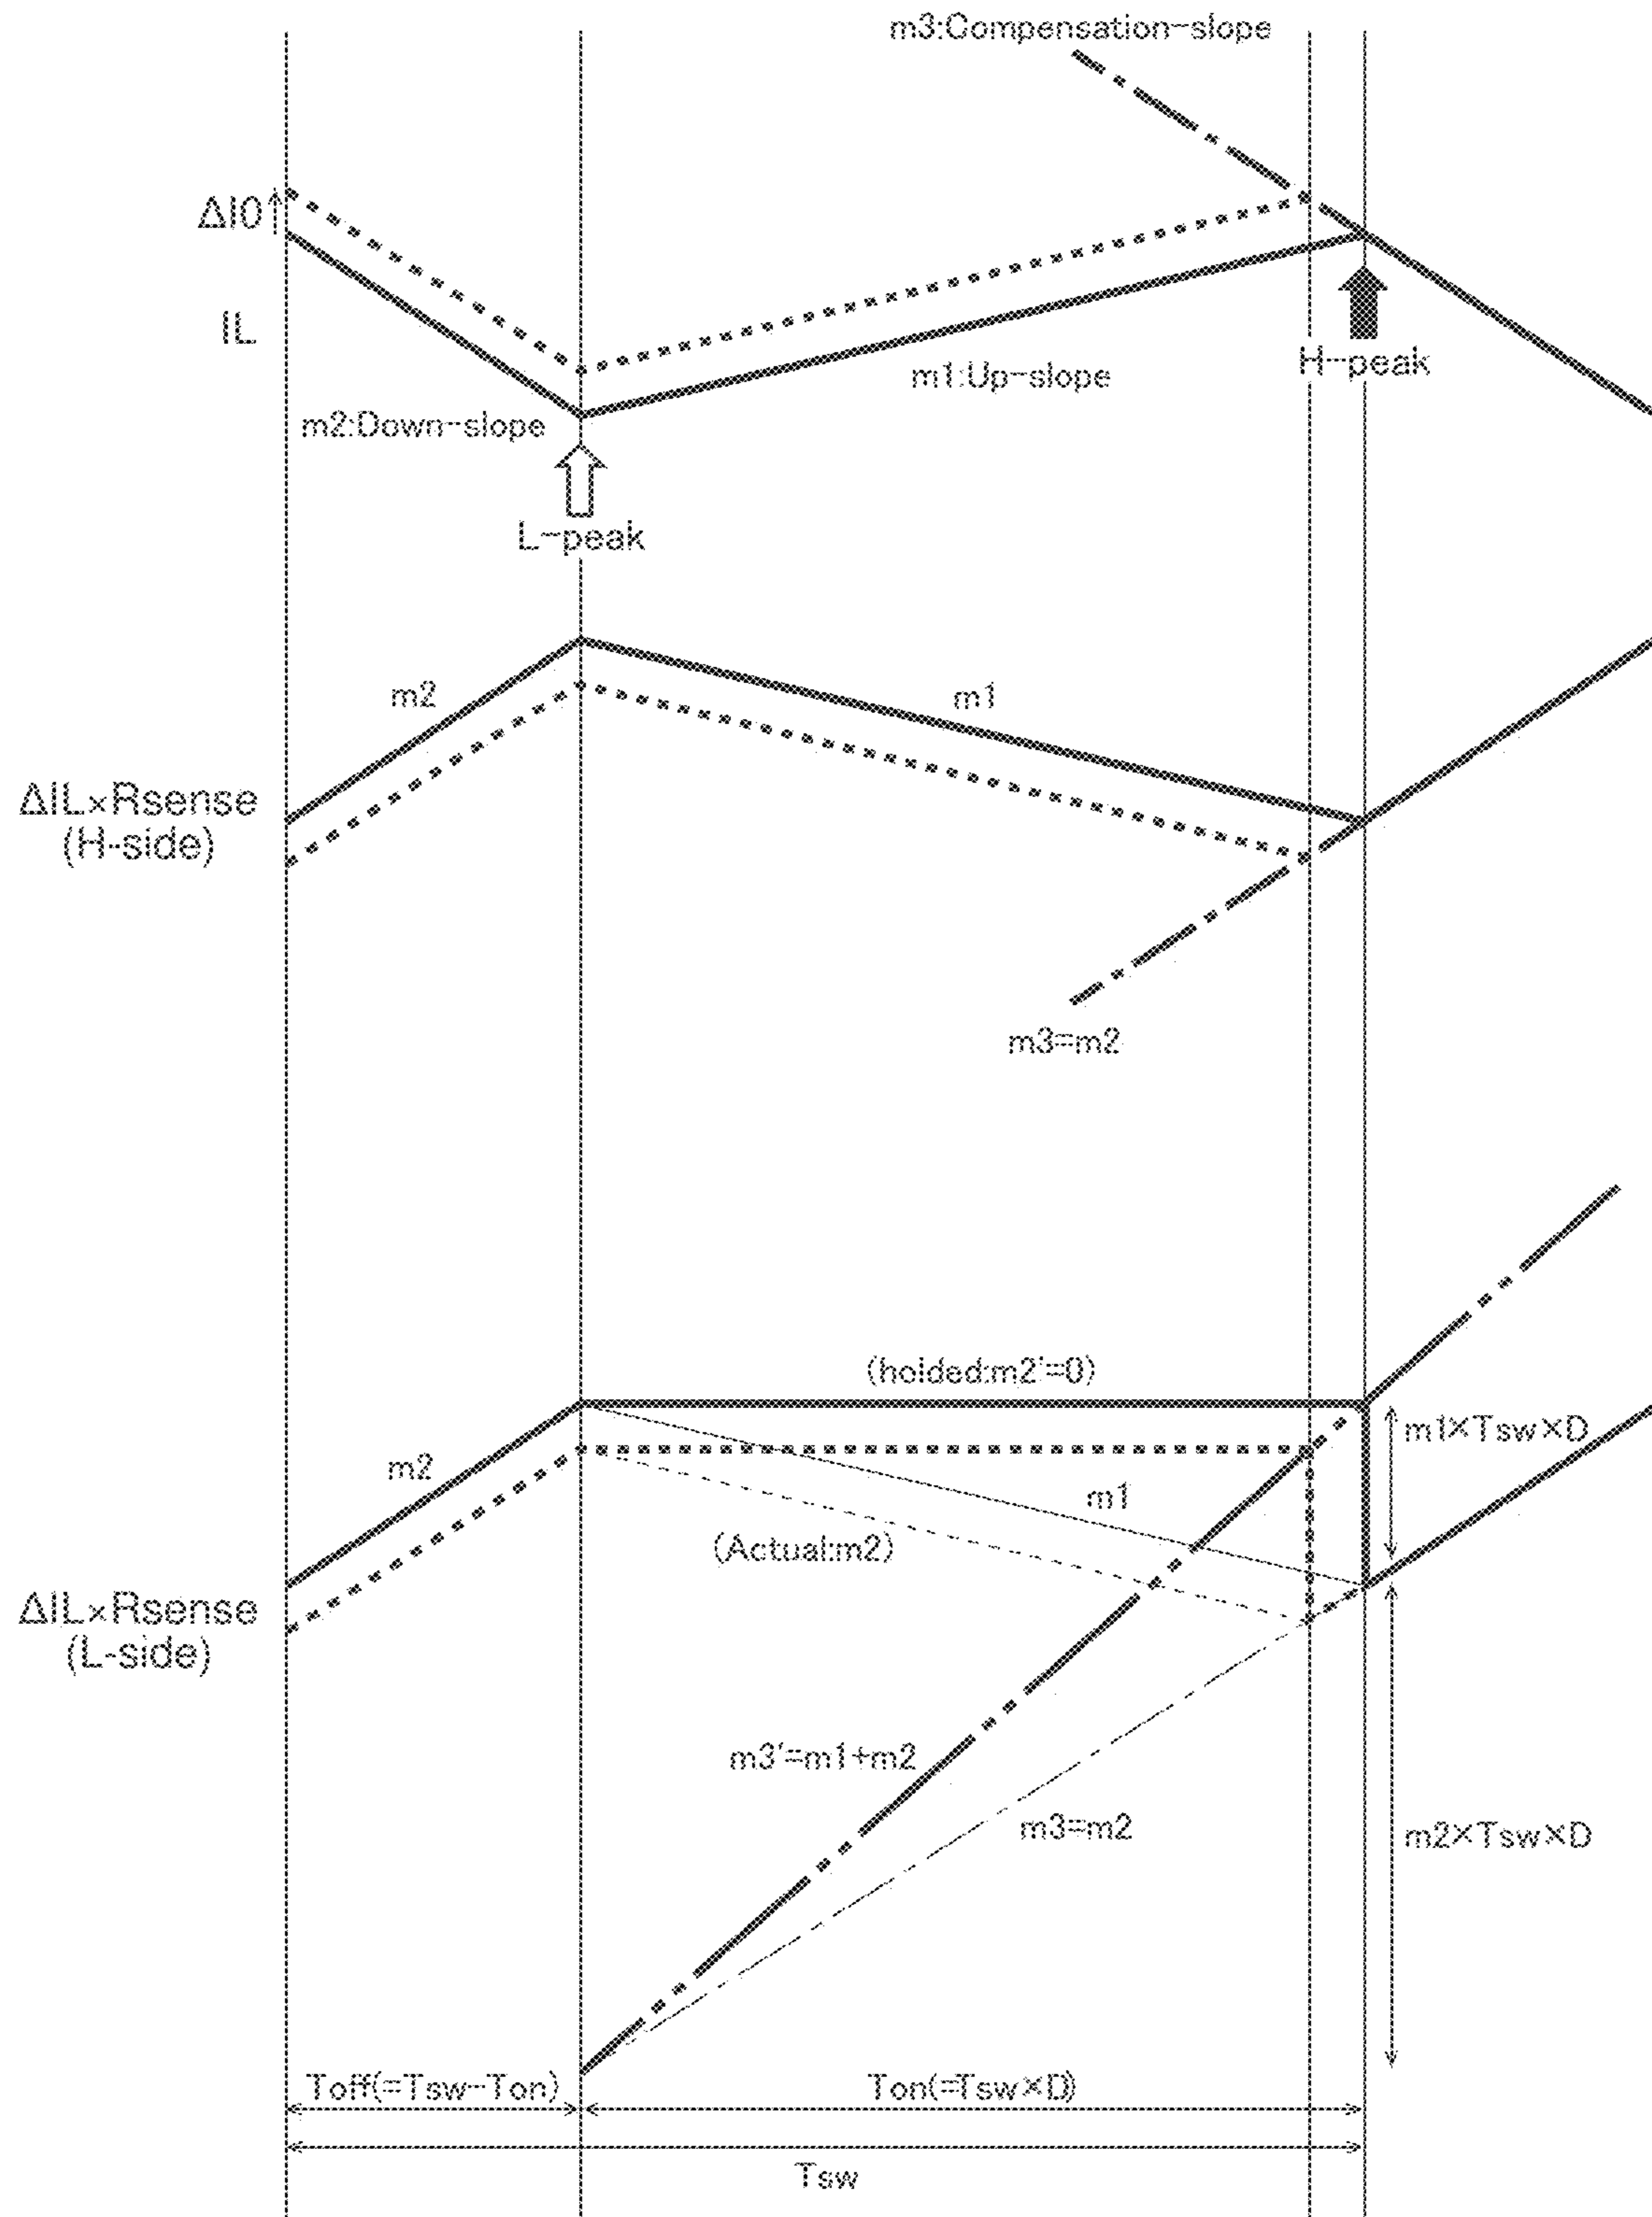 m3:Compensation-slope
ΔI0
IL
m1:Up-slope
H-peak
m2:Down-slope
L-peak
m2
m1
ΔIL×Rsense
(H-side)
m3=m2
(holded:m2'=0)
m1×Tsw×D
m2
m1
(Actual:m2)
ΔIL×Rsense
(L-side)
m3'=m1+m2
m3=m2
m2×Tsw×D
Toff(=Tsw-Ton)
Ton(=Tsw×D)
Tsw